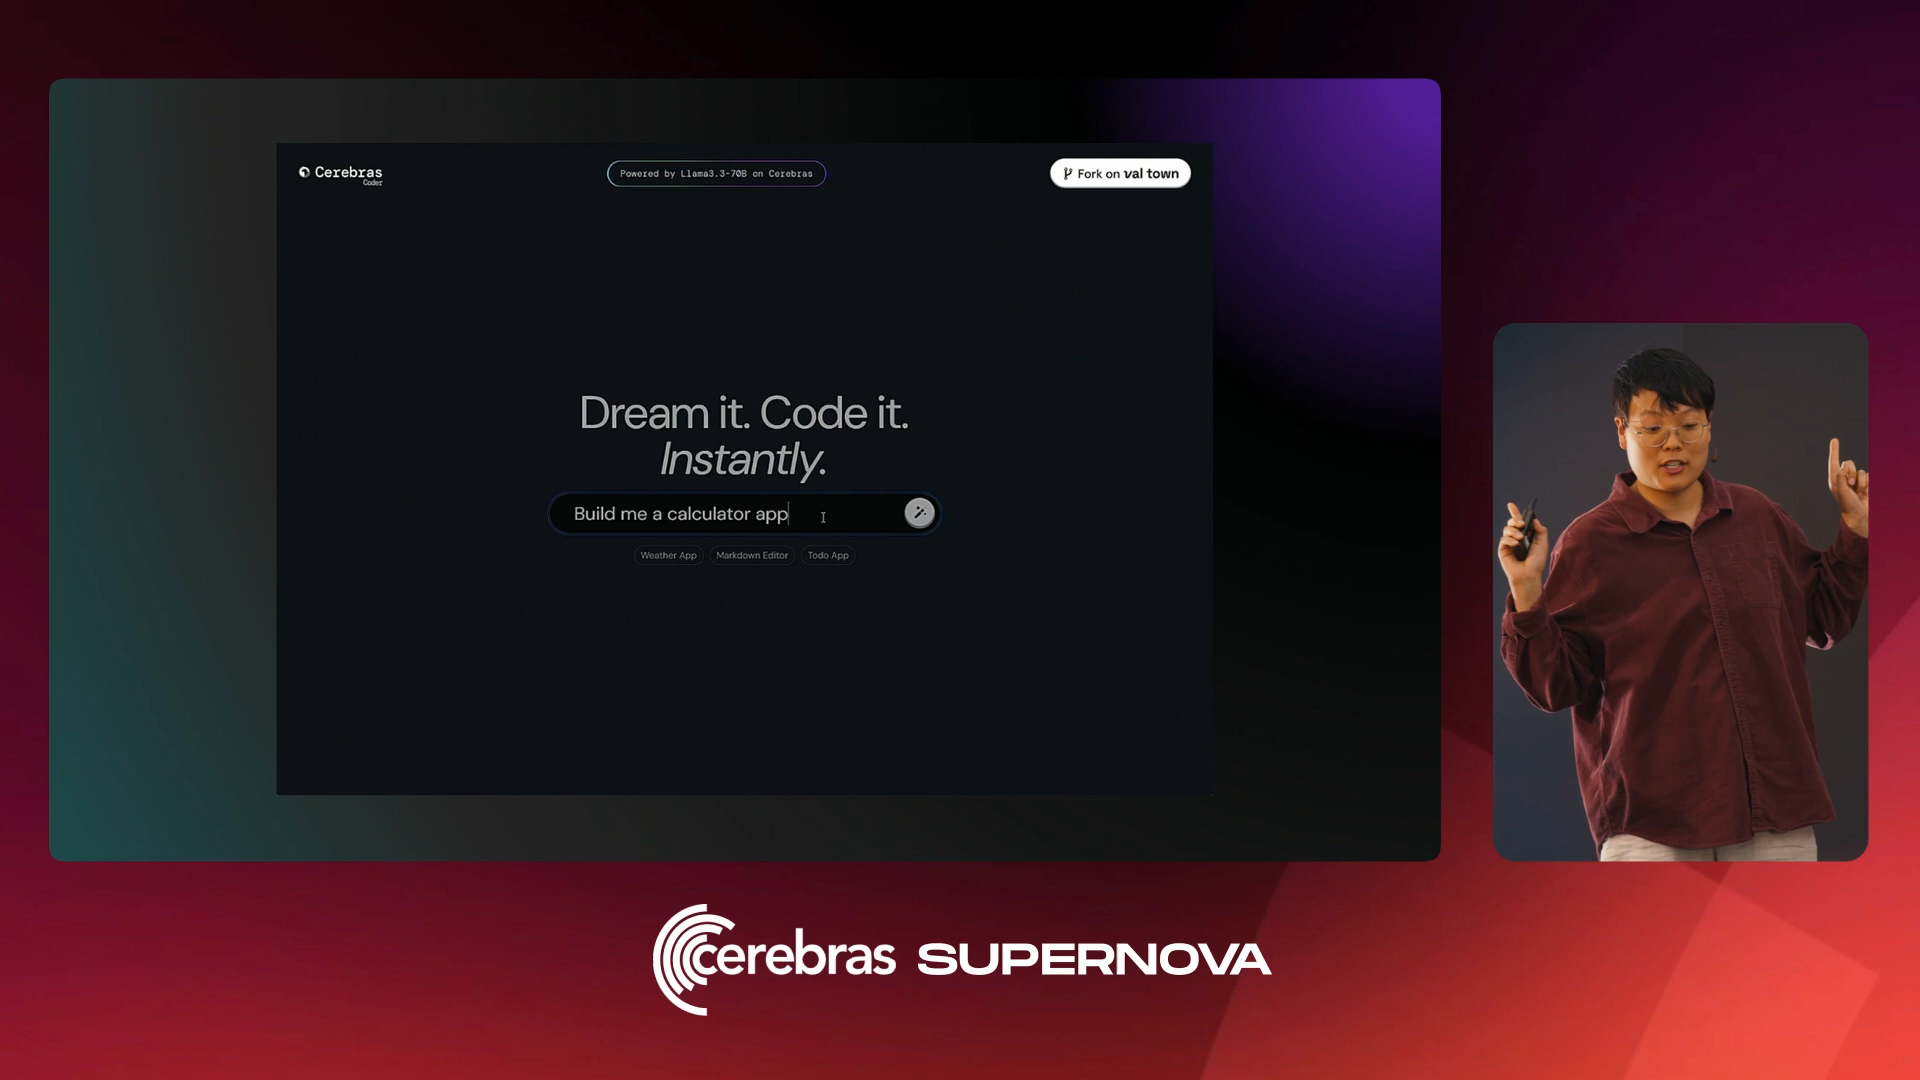 Cerebras
Coder
Powered by Llama3.3-70B on Cerebras
Fork on val town
Dream it. Code it.
Instantly.
Build me a calculator app
Weather App
Markdown Editor
Todo App
cerebras SUPERNOVA